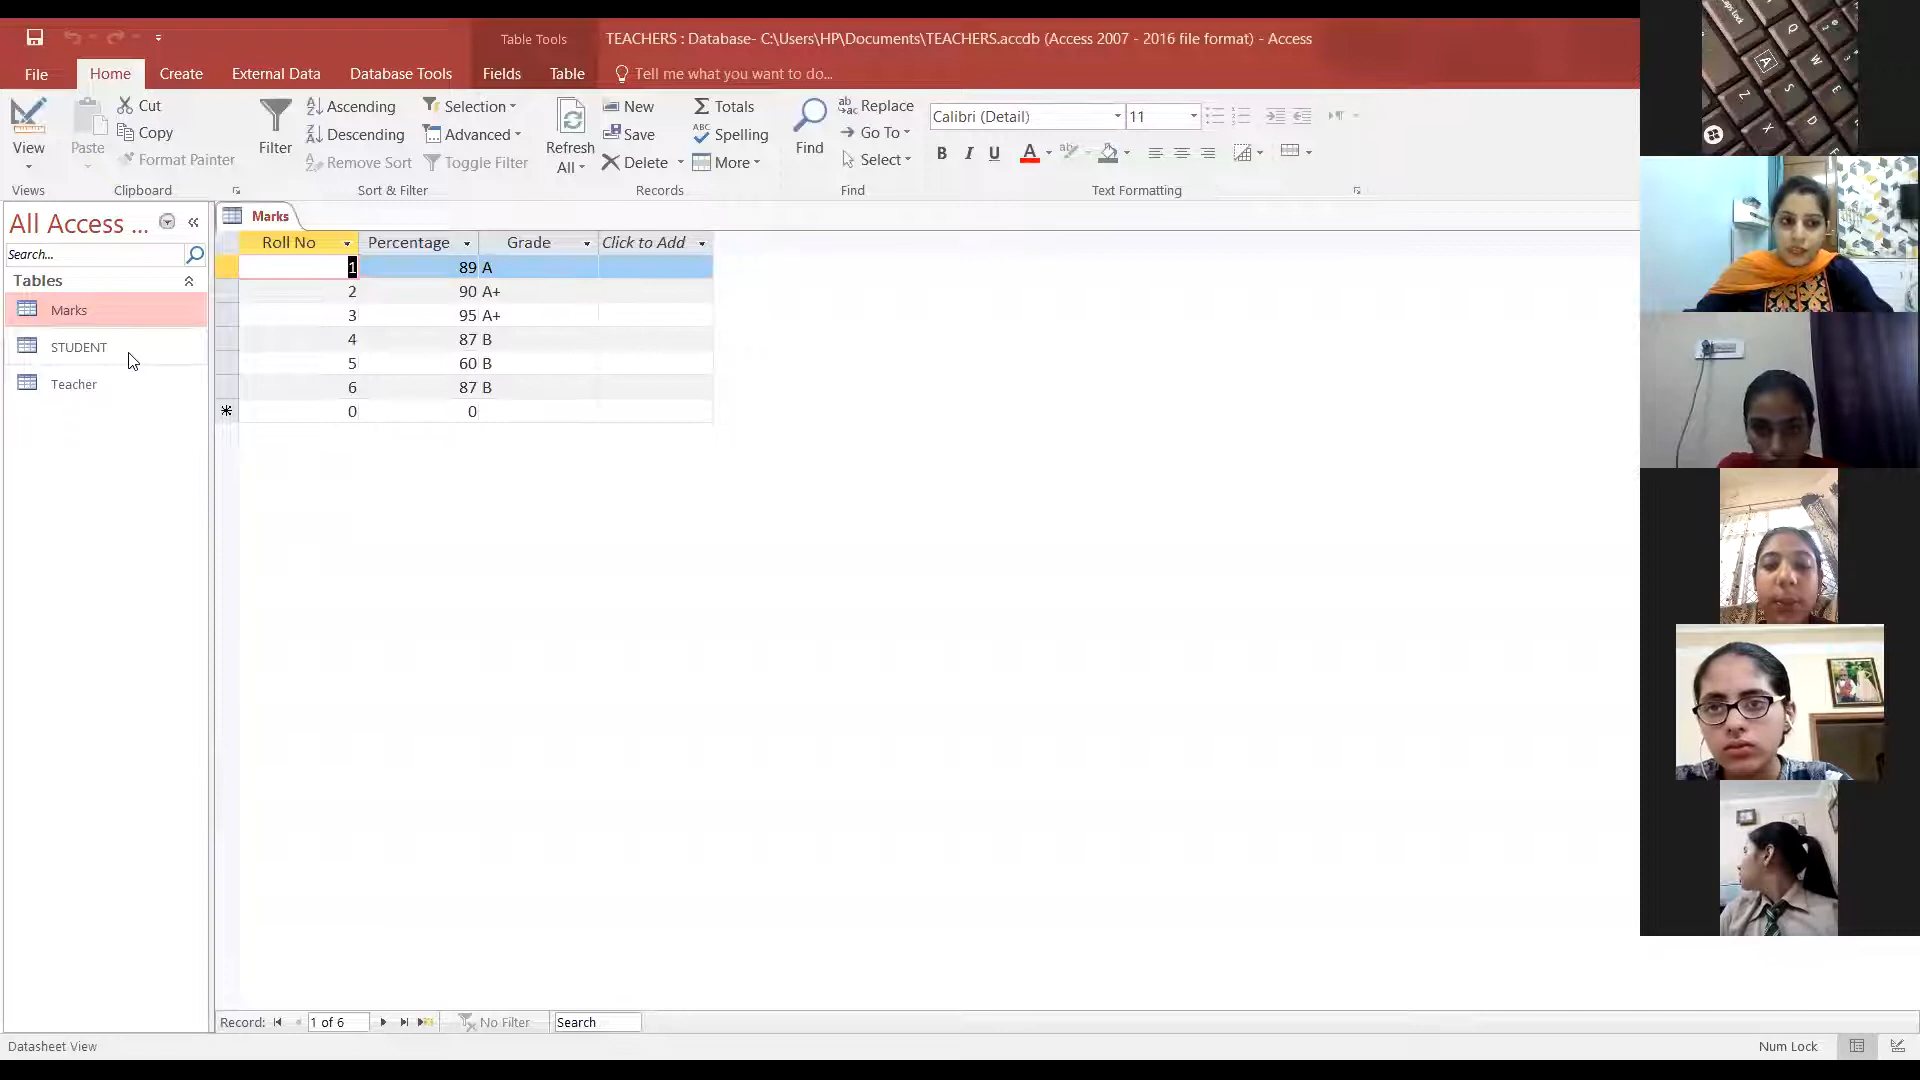 Table Tools
TEACHERS : Database- C:\Users\HP\Documents\TEACHERS.accdb (Access 2007 - 2016 file format) - Access
File
Home
Create
External Data
Database Tools
Fields
Table
Tell me what you want to do...
View
Views
Paste
Cut
Copy
Format Painter
Clipboard
Filter
Ascending
Descending
Remove Sort
Selection
Advanced
Toggle Filter
Sort & Filter
Refresh
All
New
Save
Delete
Totals
Spelling
More
Records
Find
Replace
Go To
Select
Find
Calibri (Detail)
11
B I U A
Text Formatting
All Access ...
Search...
Tables
Marks
STUDENT
Teacher
Marks
Roll No Percentage Grade Click to Add
1 89 A
2 90 A+
3 95 A+
4 87 B
5 60 B
6 87 B
0 0
Record: 1 of 6 No Filter Search
Datasheet View
Num Lock
Caps Lock
Q
A
W
Z
S
E
X
D